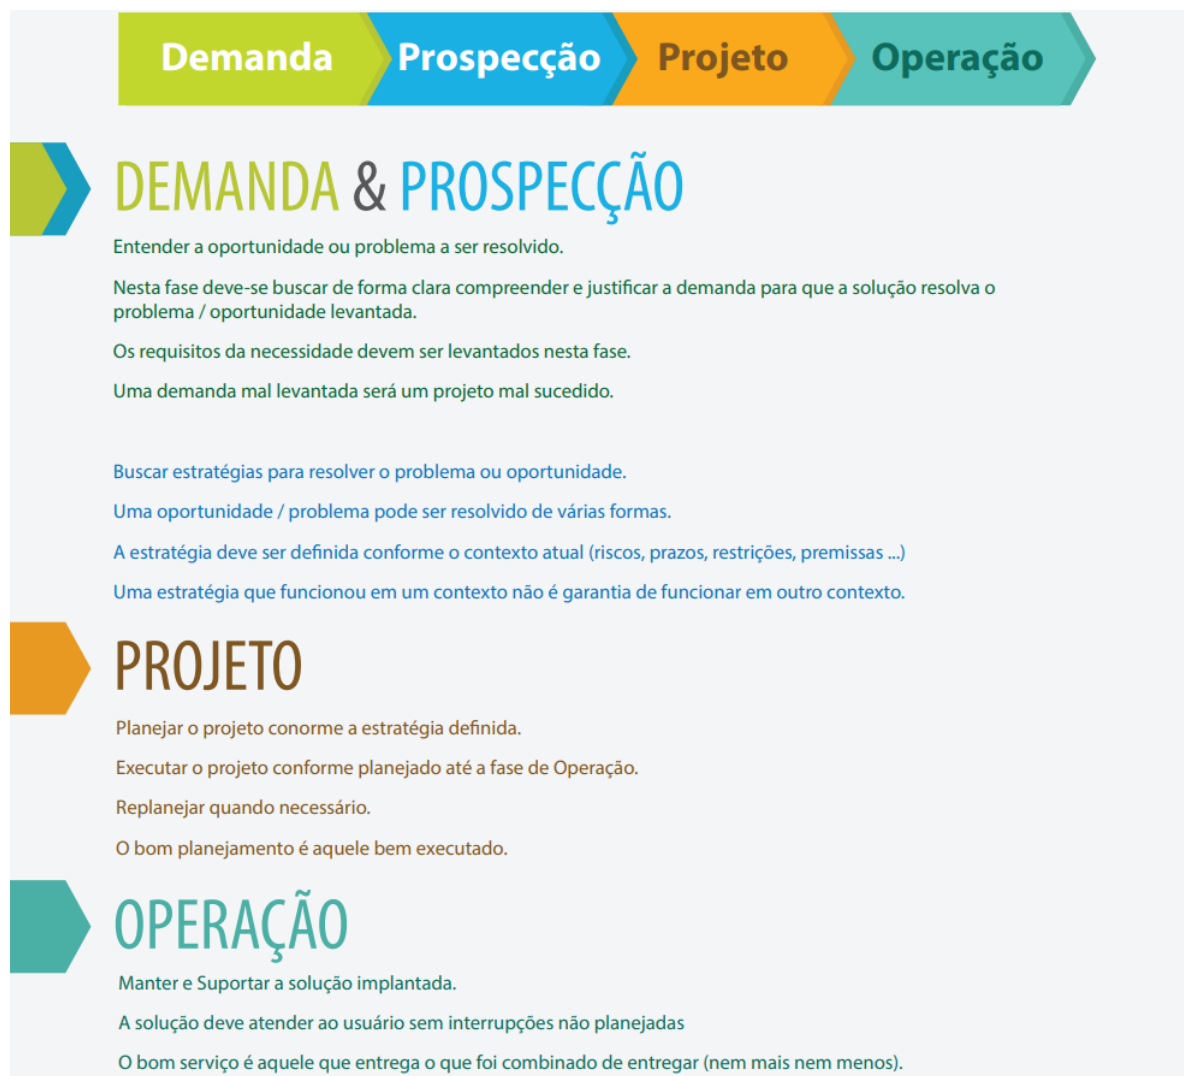 Demanda
Prospecção
Projeto
Operação
DEMANDA & PROSPECÇÃO
Entender a oportunidade ou problema a ser resolvido.
Nesta fase deve-se buscar de forma clara compreender e justificar a demanda para que a solução resolva o
problema / oportunidade levantada.
Os requisitos da necessidade devem ser levantados nesta fase.
Uma demanda mal levantada será um projeto mal sucedido.
Buscar estratégias para resolver o problema ou oportunidade.
Uma oportunidade / problema pode ser resolvido de várias formas.
A estratégia deve ser definida conforme o contexto atual (riscos, prazos, restrições, premissas ...)
Uma estratégia que funcionou em um contexto não é garantia de funcionar em outro contexto.
PROJETO
Planejar o projeto conorme a estratégia definida.
Executar o projeto conforme planejado até a fase de Operação.
Replanejar quando necessário.
O bom planejamento é aquele bem executado.
OPERAÇÃO
Manter e Suportar a solução implantada.
A solução deve atender ao usuário sem interrupções não planejadas
O bom serviço é aquele que entrega o que foi combinado de entregar (nem mais nem menos).